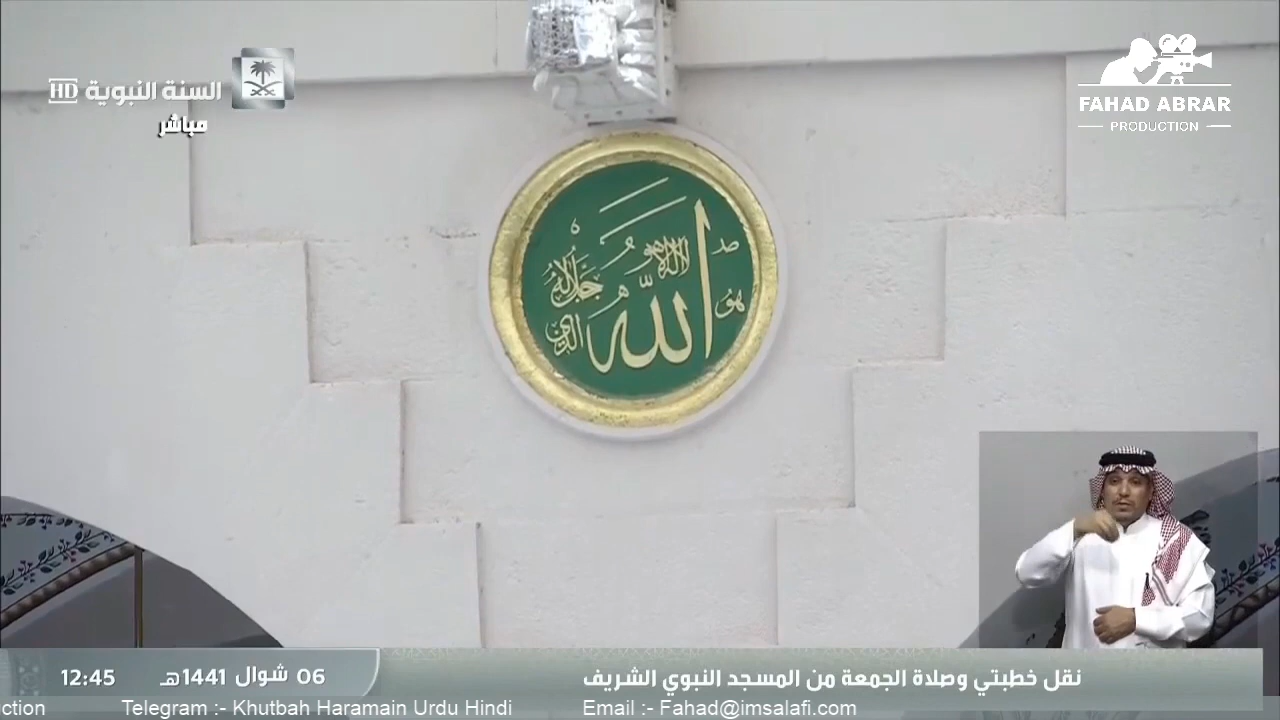 السنة النبوية HD
مباشر
FAHAD ABRAR
PRODUCTION
الله
جل جلاله
نقل خطبتي وصلاة الجمعة من المسجد النبوي الشريف
06 شوال 1441هـ
12:45
ction Telegram :- Khutbah Haramain Urdu Hindi Email :- Fahad@imsalafi.com